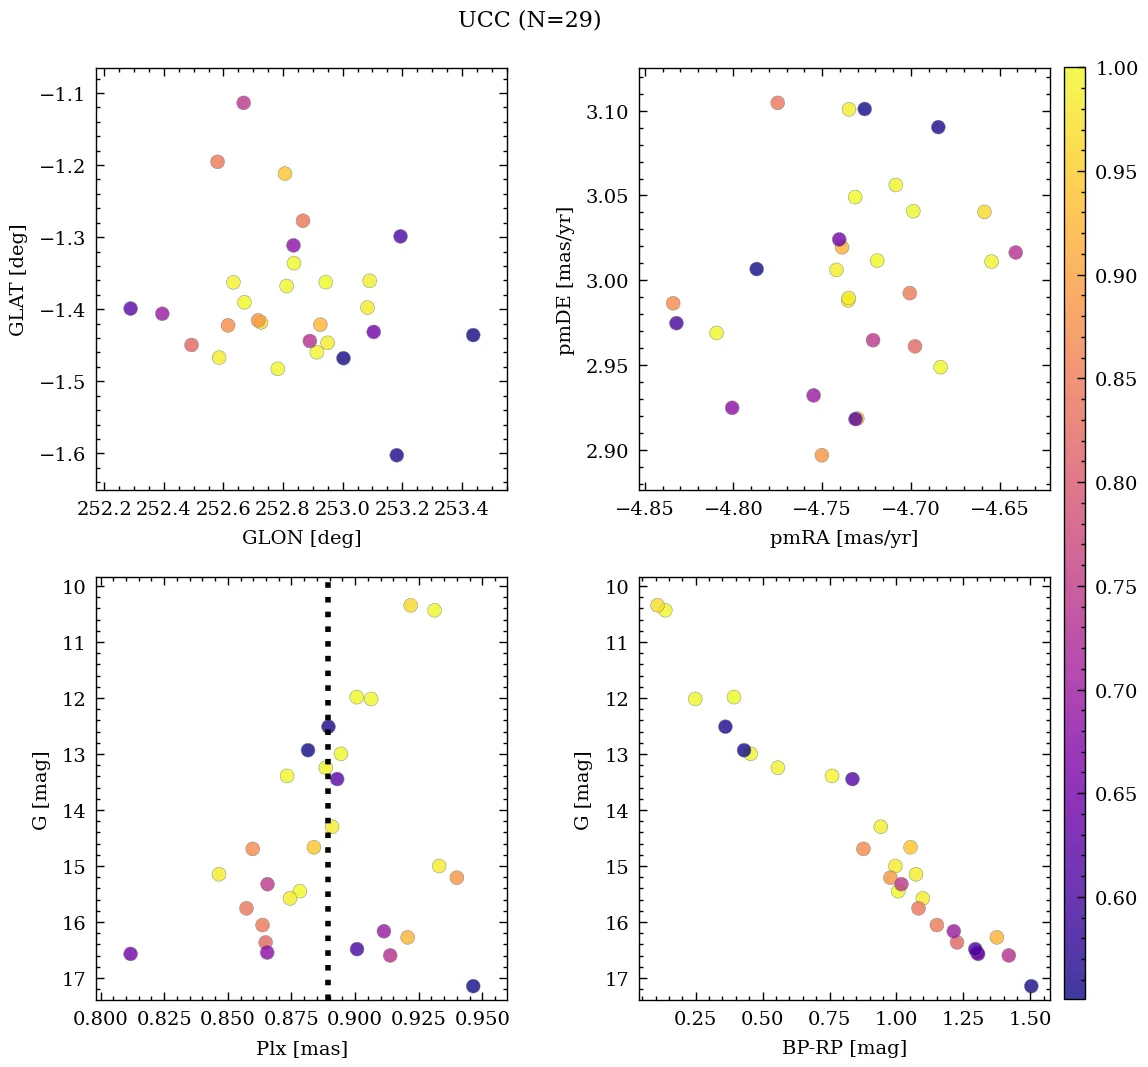 UCC (N=29)
−1.1
−1.2
−1.3
−1.4
−1.5
−1.6
GLAT [deg]
252.2 252.4 252.6 252.8 253.0 253.2 253.4
GLON [deg]
3.10
3.05
3.00
2.95
2.90
pmDE [mas/yr]
−4.85 −4.80 −4.75 −4.70 −4.65
pmRA [mas/yr]
10
11
12
13
14
15
16
17
G [mag]
0.800 0.825 0.850 0.875 0.900 0.925 0.950
Plx [mas]
10
11
12
13
14
15
16
17
G [mag]
0.25 0.50 0.75 1.00 1.25 1.50
BP-RP [mag]
1.00
0.95
0.90
0.85
0.80
0.75
0.70
0.65
0.60